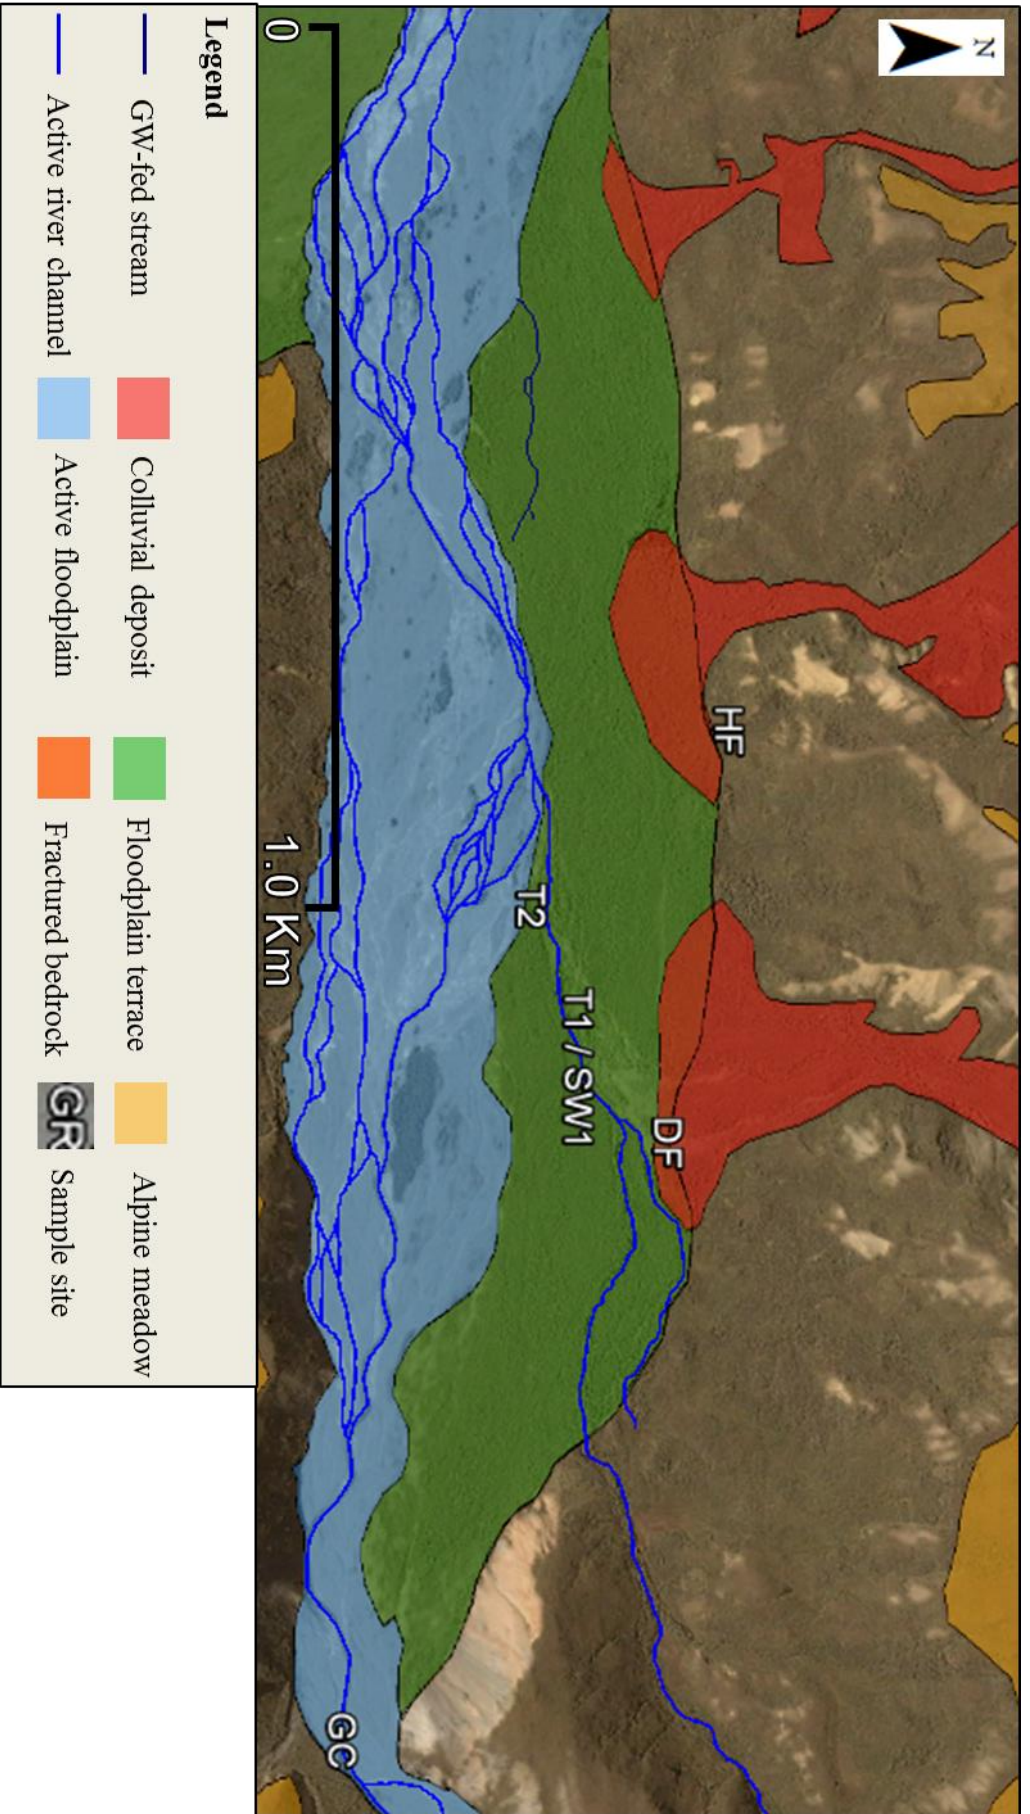 N
HF
DF
T1 / SW1
T2
GC
0
1.0 Km
Legend
GW-fed stream
Colluvial deposit
Floodplain terrace
Alpine meadow
Active river channel
Active floodplain
Fractured bedrock
GR
Sample site